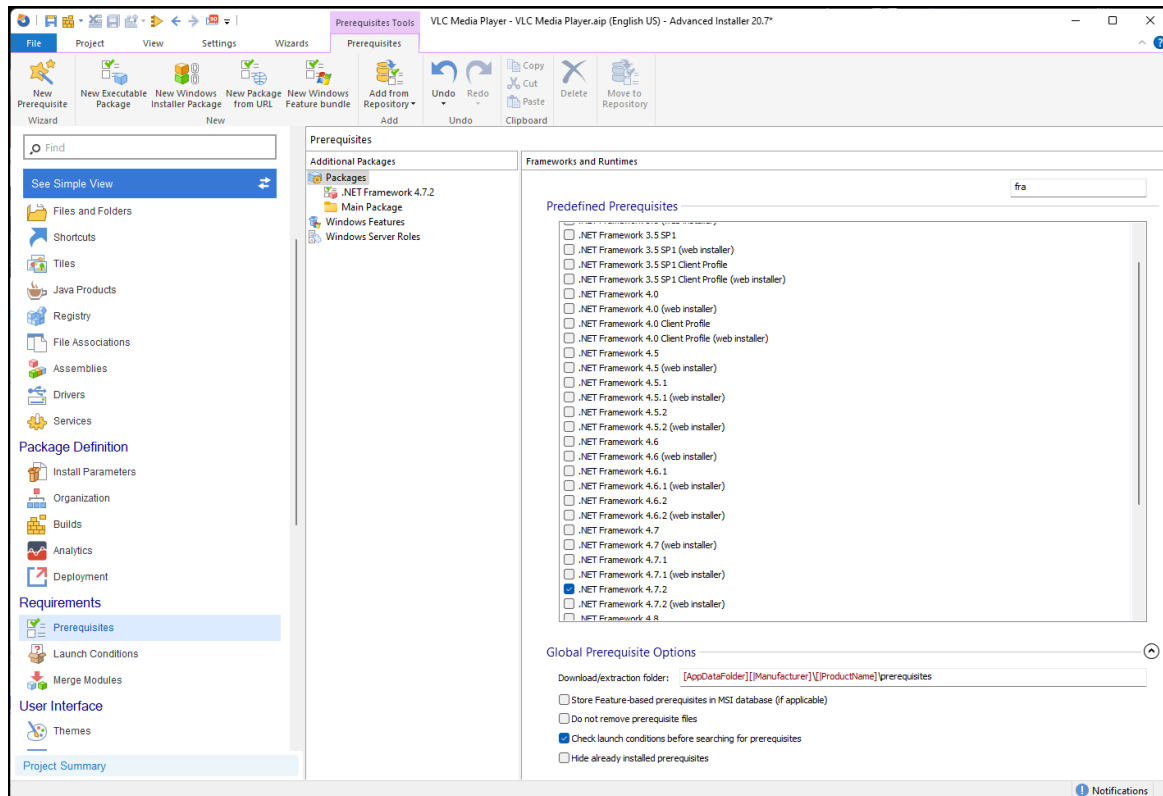 Prerequisites Tools
VLC Media Player - VLC Media Player.aip (English US) - Advanced Installer 20.7*
File
Project
View
Settings
Wizards
Prerequisites
New Prerequisite
New Executable Package
New Windows Installer Package
New Package from URL
New Windows Feature bundle
Add from Repository
Undo
Redo
Copy
Cut
Paste
Delete
Move to Repository
Wizard
New
Add
Undo
Clipboard
Find
See Simple View
Files and Folders
Shortcuts
Tiles
Java Products
Registry
File Associations
Assemblies
Drivers
Services
Package Definition
Install Parameters
Organization
Builds
Analytics
Deployment
Requirements
Prerequisites
Launch Conditions
Merge Modules
User Interface
Themes
Project Summary
Prerequisites
Additional Packages
Packages
.NET Framework 4.7.2
Main Package
Windows Features
Windows Server Roles
Frameworks and Runtimes
fra
Predefined Prerequisites
.NET Framework 3.5 SP1
.NET Framework 3.5 SP1 (web installer)
.NET Framework 3.5 SP1 Client Profile
.NET Framework 3.5 SP1 Client Profile (web installer)
.NET Framework 4.0
.NET Framework 4.0 (web installer)
.NET Framework 4.0 Client Profile
.NET Framework 4.0 Client Profile (web installer)
.NET Framework 4.5
.NET Framework 4.5 (web installer)
.NET Framework 4.5.1
.NET Framework 4.5.1 (web installer)
.NET Framework 4.5.2
.NET Framework 4.5.2 (web installer)
.NET Framework 4.6
.NET Framework 4.6 (web installer)
.NET Framework 4.6.1
.NET Framework 4.6.1 (web installer)
.NET Framework 4.6.2
.NET Framework 4.6.2 (web installer)
.NET Framework 4.7
.NET Framework 4.7 (web installer)
.NET Framework 4.7.1
.NET Framework 4.7.1 (web installer)
.NET Framework 4.7.2
.NET Framework 4.7.2 (web installer)
.NET Framework 4.8
Global Prerequisite Options
Download/extraction folder: [AppDataFolder][|Manufacturer]\[|ProductName]\prerequisites
Store Feature-based prerequisites in MSI database (if applicable)
Do not remove prerequisite files
Check launch conditions before searching for prerequisites
Hide already installed prerequisites
Notifications